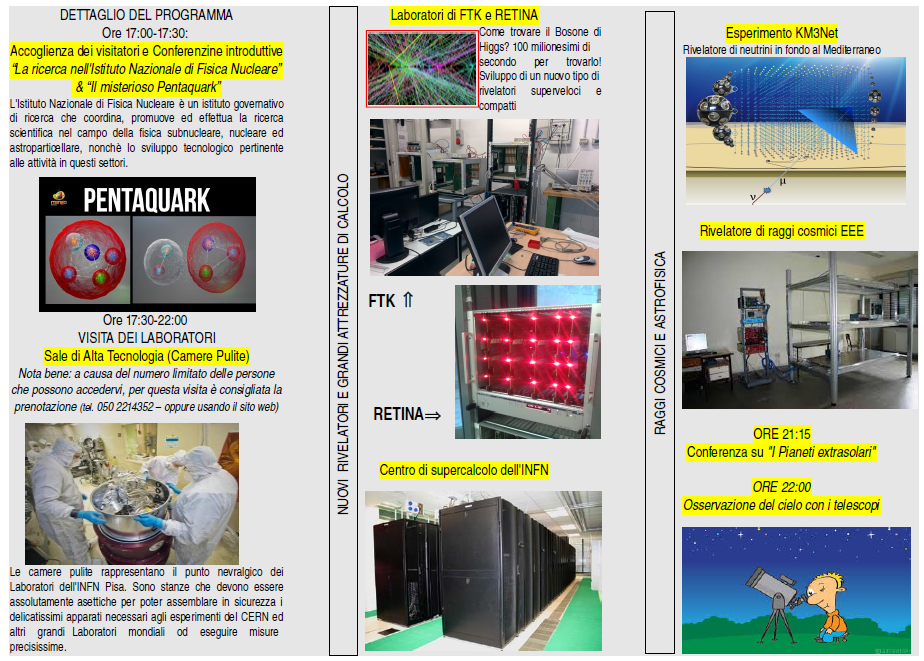 DETTAGLIO DEL PROGRAMMA
Ore 17:00-17:30:
Accoglienza dei visitatori e Conferenzine introduttive
“La ricerca nell'Istituto Nazionale di Fisica Nucleare”
& “Il misterioso Pentaquark”
L'Istituto Nazionale di Fisica Nucleare è un istituto governativo
di ricerca che coordina, promuove ed effettua la ricerca
scientifica nel campo della fisica subnucleare, nucleare ed
astroparticellare, nonchè lo sviluppo tecnologico pertinente
alle attività in questi settori.
PENTAQUARK
Ore 17:30-22:00
VISITA DEI LABORATORI
Sale di Alta Tecnologia (Camere Pulite)
Nota bene: a causa del numero limitato delle persone
che possono accedervi, per questa visita è consigliata la
prenotazione (tel. 050 2214352 – oppure usando il sito web)
Le camere pulite rappresentano il punto nevralgico dei
Laboratori dell'INFN Pisa. Sono stanze che devono essere
assolutamente asettiche per poter assemblare in sicurezza i
delicatissimi apparati necessari agli esperimenti del CERN ed
altri grandi Laboratori mondiali od eseguire misure
precisissime.
NUOVI RIVELATORI E GRANDI ATTREZZATURE DI CALCOLO
Laboratori di FTK e RETINA
Come trovare il Bosone di
Higgs? 100 milionesimi di
secondo per trovarlo!
Sviluppo di un nuovo tipo di
rivelatori superveloci e
compatti
FTK ⇑
RETINA⇒
Centro di supercalcolo dell'INFN
RAGGI COSMICI E ASTROFISICA
Esperimento KM3Net
Rivelatore di neutrini in fondo al Mediterraneo
μ
ν
Rivelatore di raggi cosmici EEE
ORE 21:15
Conferenza su "I Pianeti extrasolari"
ORE 22:00
Osservazione del cielo con i telescopi